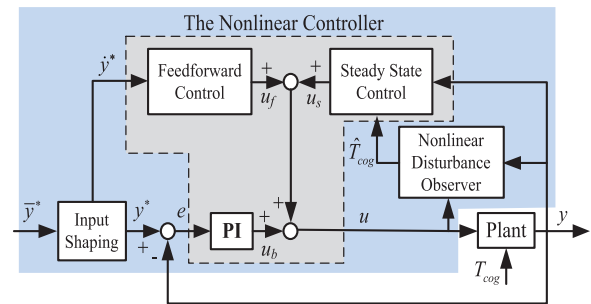 The Nonlinear Controller
ẏ*
Feedforward
Control
+
u_f
+
u_s
Steady State
Control
T̂_cog
Nonlinear
Disturbance
Observer
ȳ*
Input
Shaping
y*
+
-
e
PI
+
u_b
+
u
Plant
y
T_cog